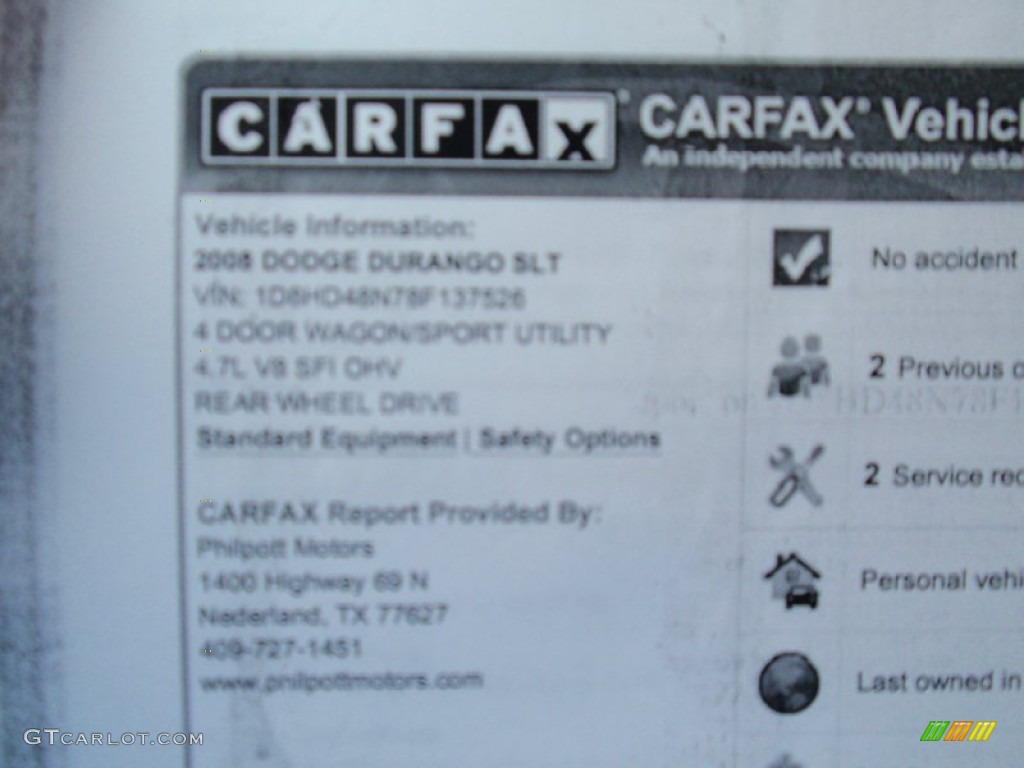 CARFAX
CARFAX Vehicl
An independent company esta
Vehicle Information:
2008 DODGE DURANGO SLT
VIN: 1D8HD48N78F137526
4 DOOR WAGON/SPORT UTILITY
4.7L V8 SFI OHV
REAR WHEEL DRIVE
Standard Equipment | Safety Options
No accident
2 Previous o
HD48N78F1
2 Service rec
Personal vehi
Last owned in
CARFAX Report Provided By:
Philpott Motors
1400 Highway 69 N
Nederland, TX 77627
409-727-1451
www.philpottmotors.com
GTCARLOT.COM